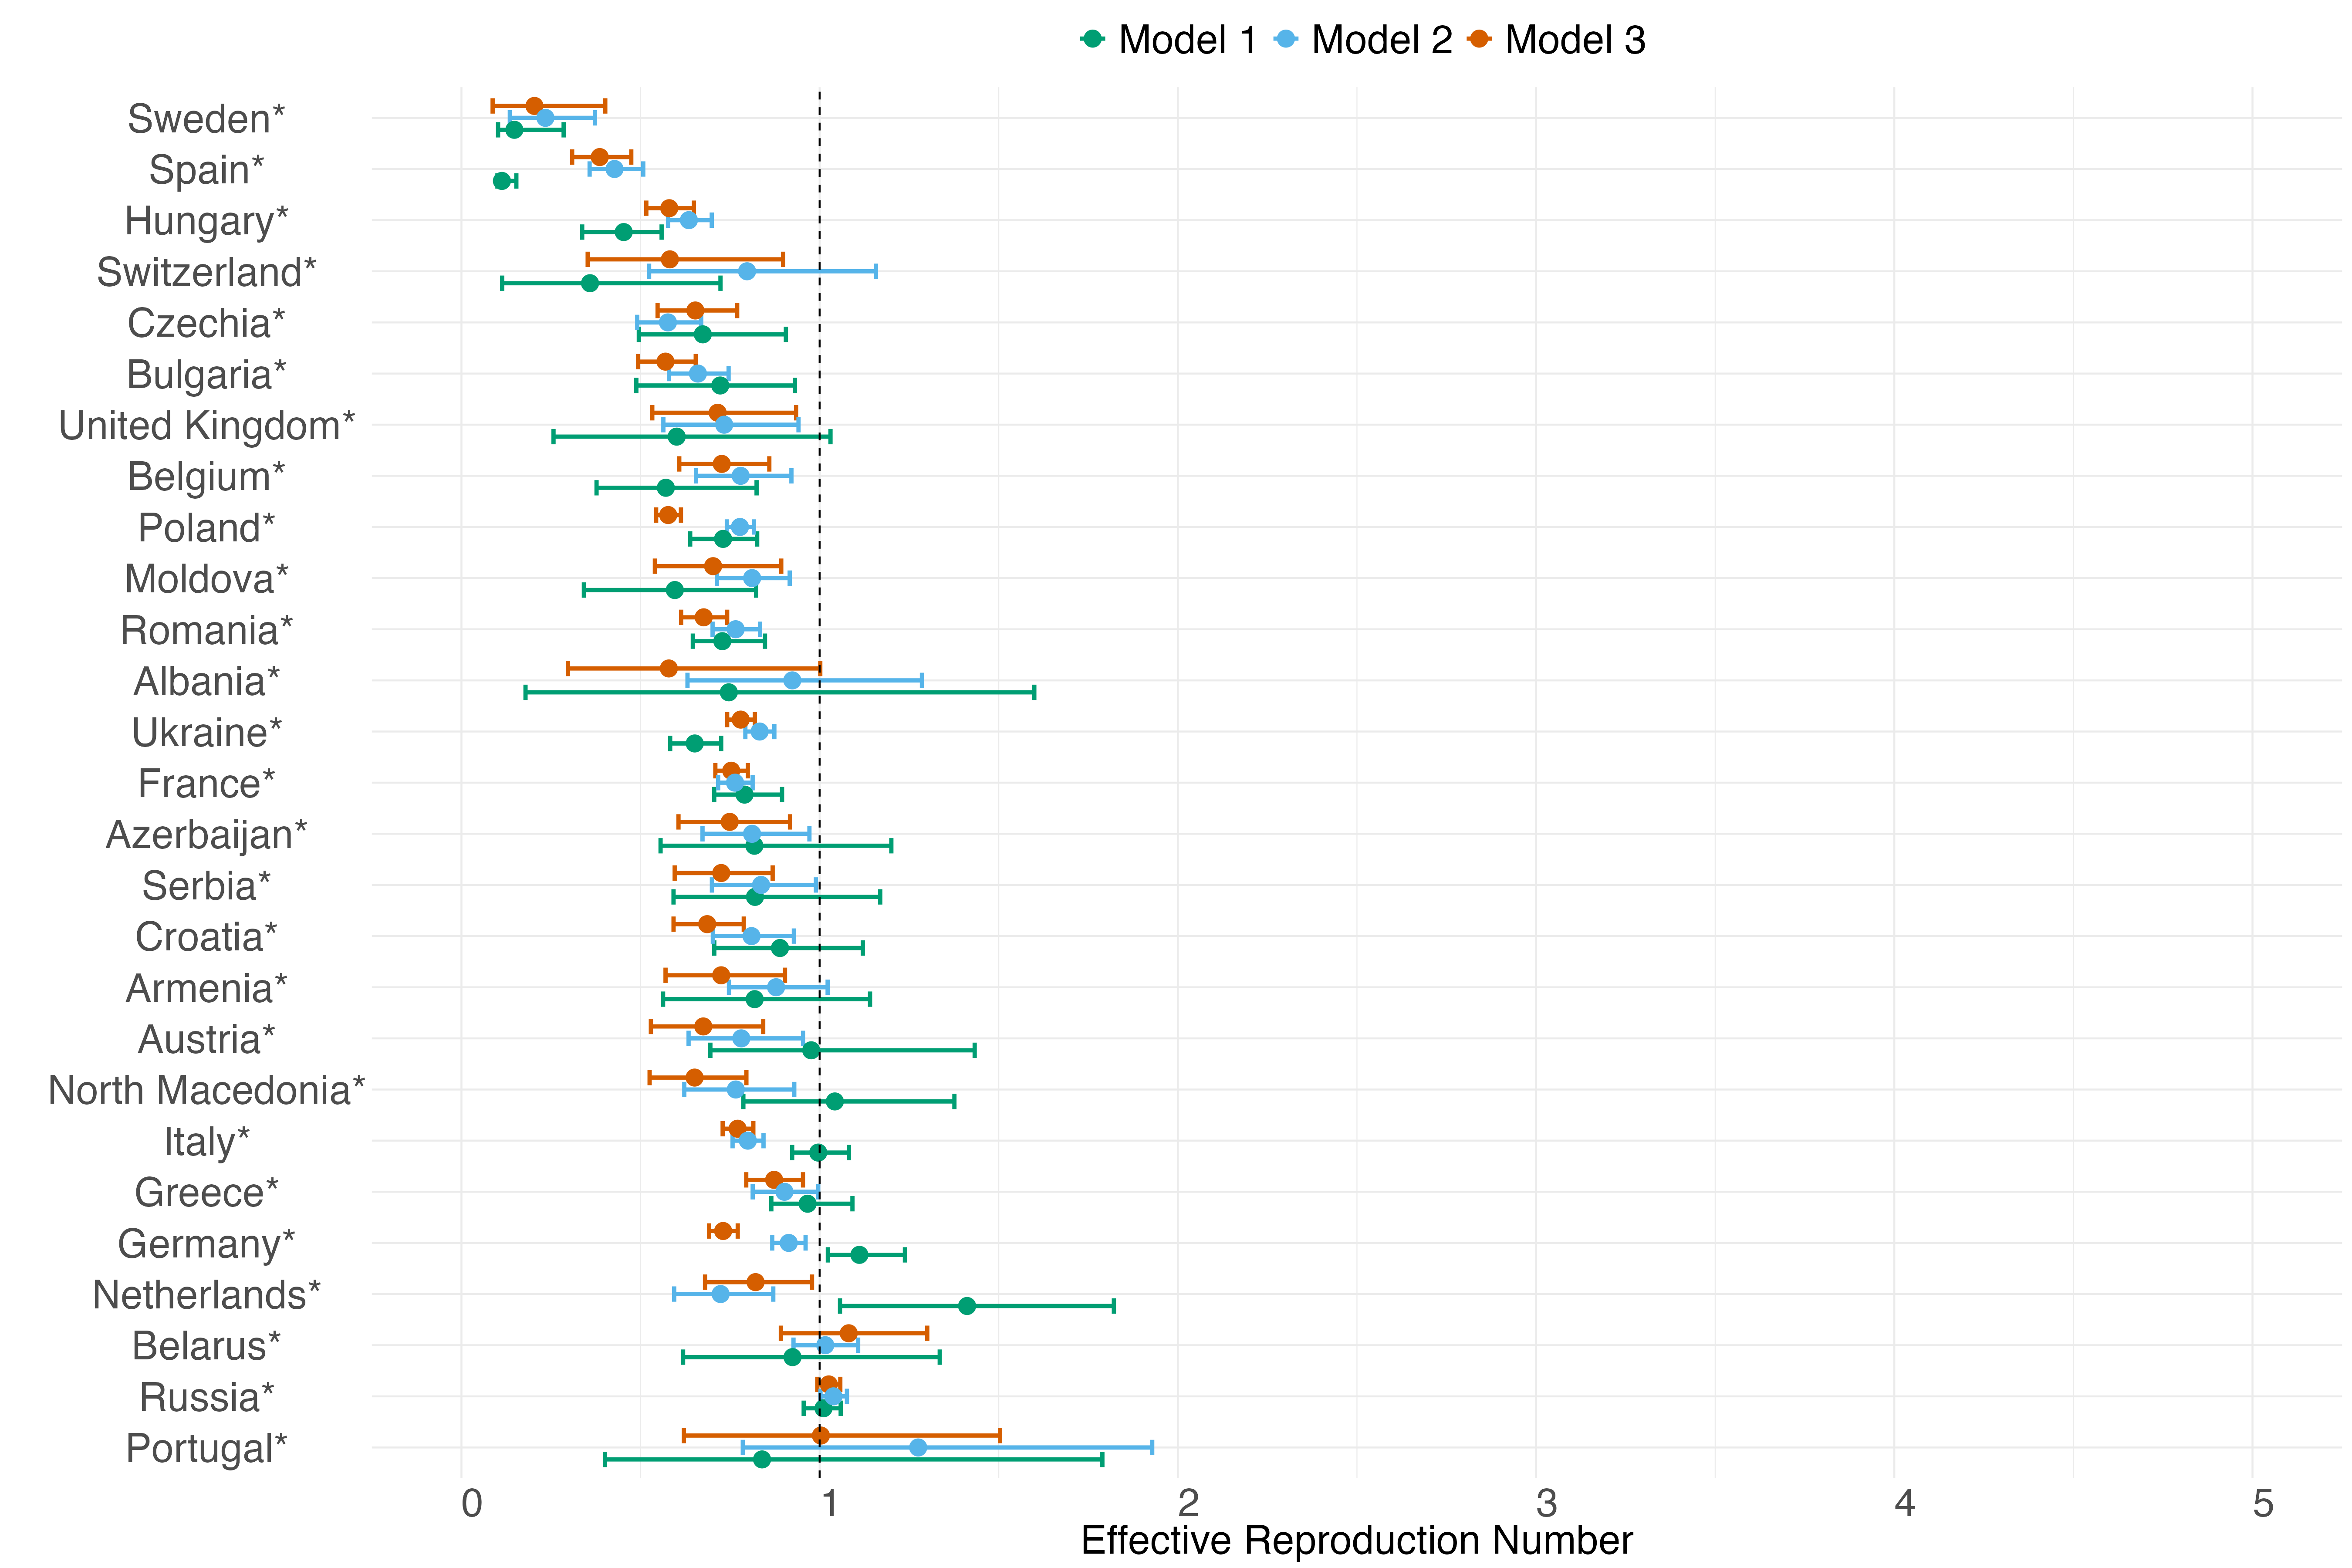 Model 1 Model 2 Model 3
Sweden*
Spain*
Hungary*
Switzerland*
Czechia*
Bulgaria*
United Kingdom*
Belgium*
Poland*
Moldova*
Romania*
Albania*
Ukraine*
France*
Azerbaijan*
Serbia*
Croatia*
Armenia*
Austria*
North Macedonia*
Italy*
Greece*
Germany*
Netherlands*
Belarus*
Russia*
Portugal*
0 1 2 3 4 5
Effective Reproduction Number